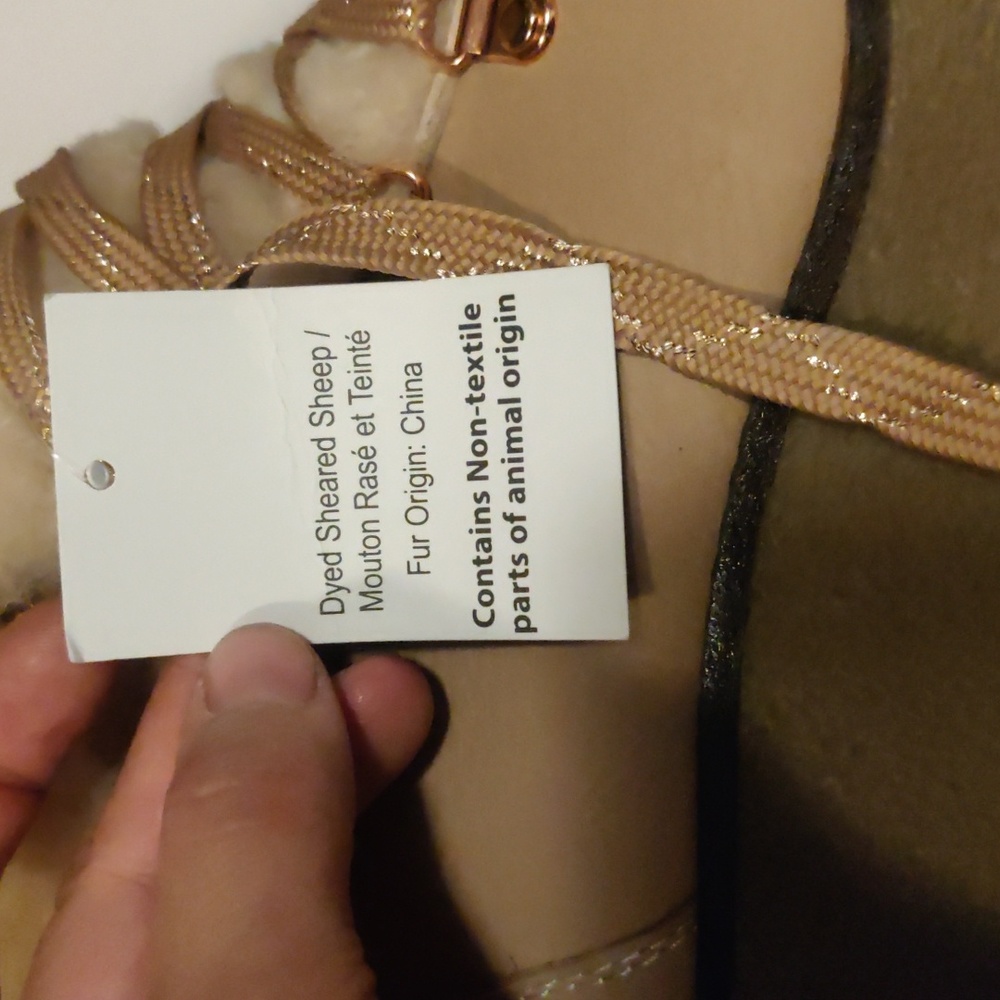 Dyed Sheared Sheep /
Mouton Rasé et Teinté
Fur Origin: China
Contains Non-textile
parts of animal origin